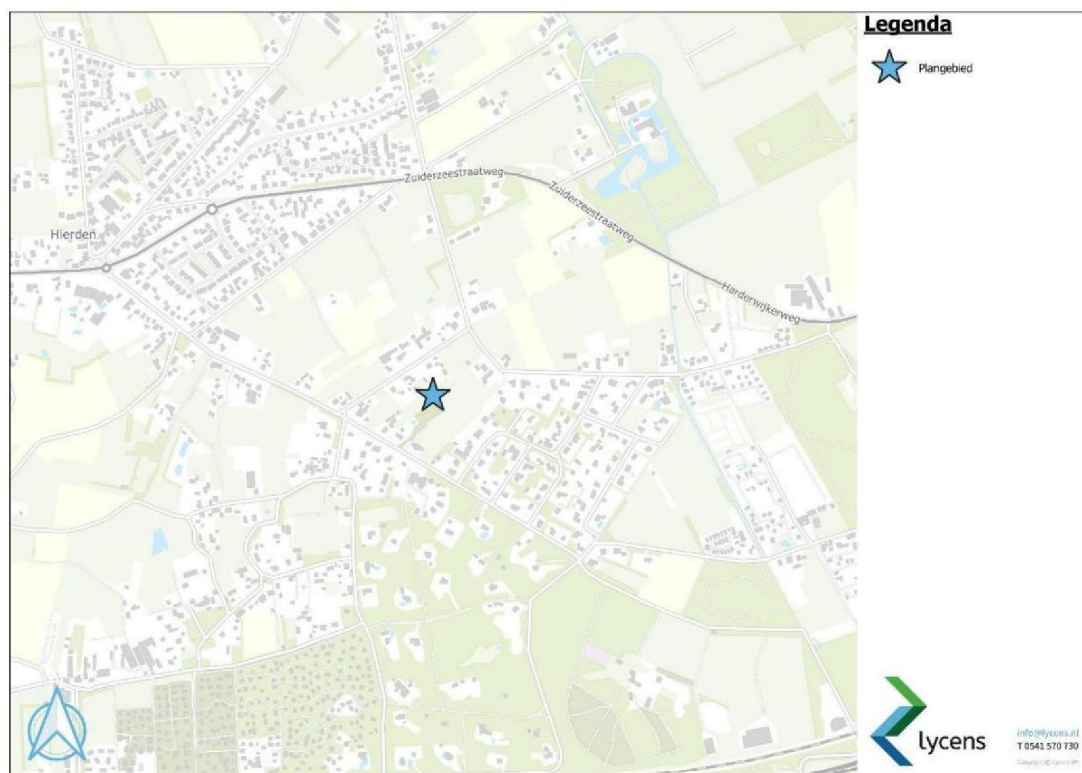 Legenda
Plangebied
Zuiderzeestraatweg
Zuiderzeestraatweg
Hierden
Harderwijkerweg
lycens
info@lycens.nl
T 0541 570 730